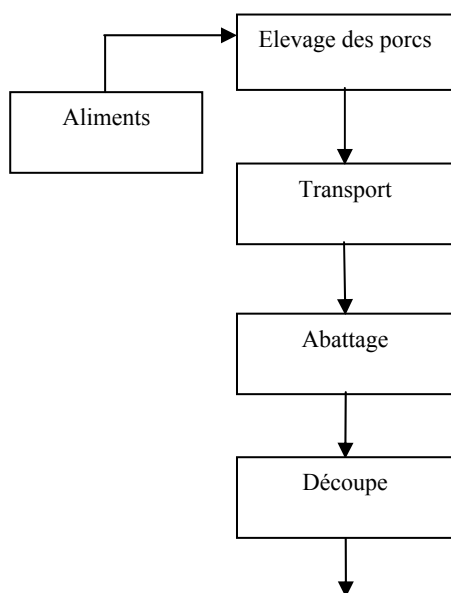 Elevage des porcs
Aliments
Transport
Abattage
Découpe